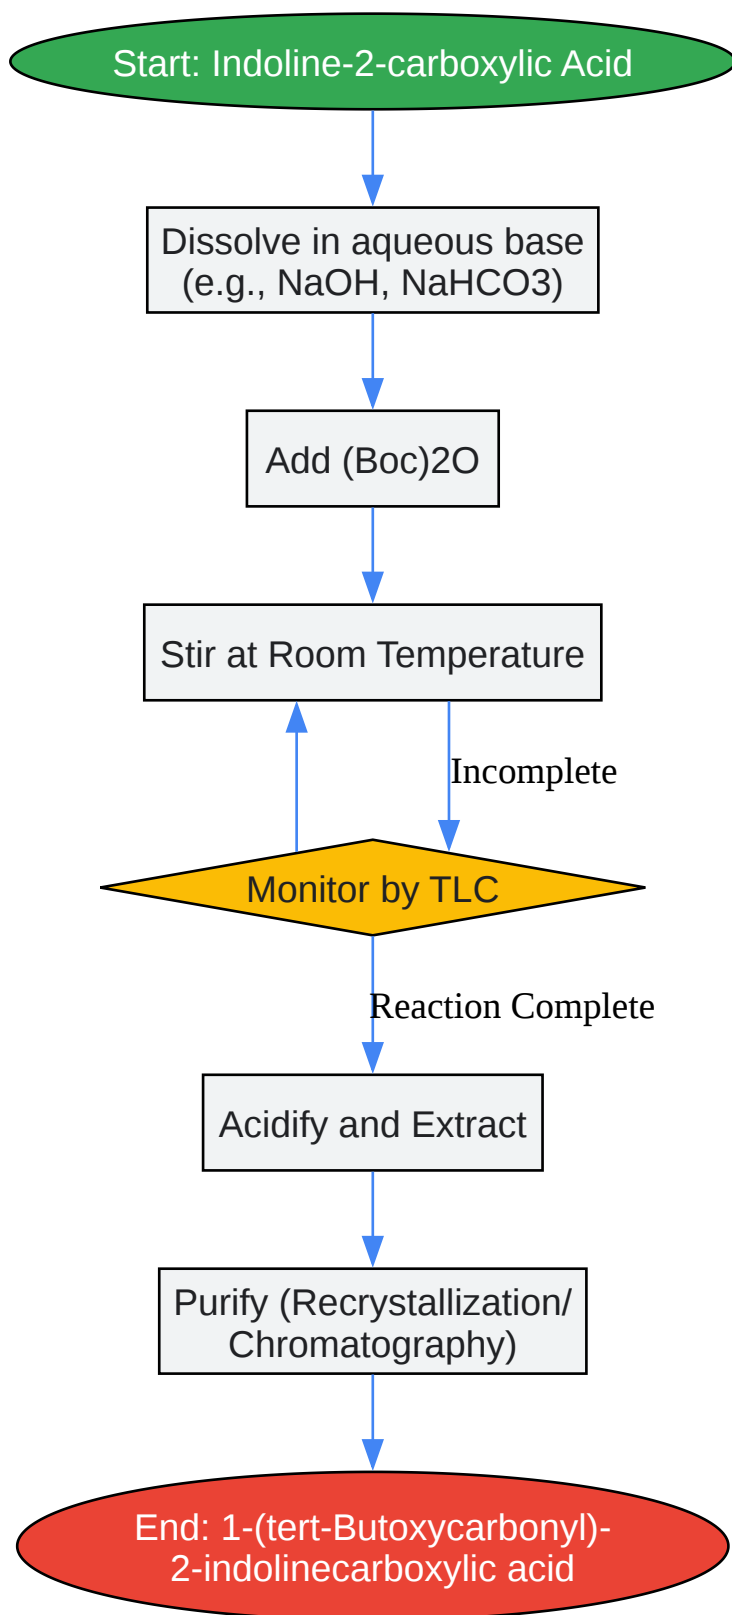 Start: Indoline-2-carboxylic Acid
Dissolve in aqueous base
(e.g., NaOH, NaHCO3)
Add (Boc)2O
Stir at Room Temperature
Incomplete
Monitor by TLC
Reaction Complete
Acidify and Extract
Purify (Recrystallization/
Chromatography)
End: 1-(tert-Butoxycarbonyl)-
2-indolinecarboxylic acid